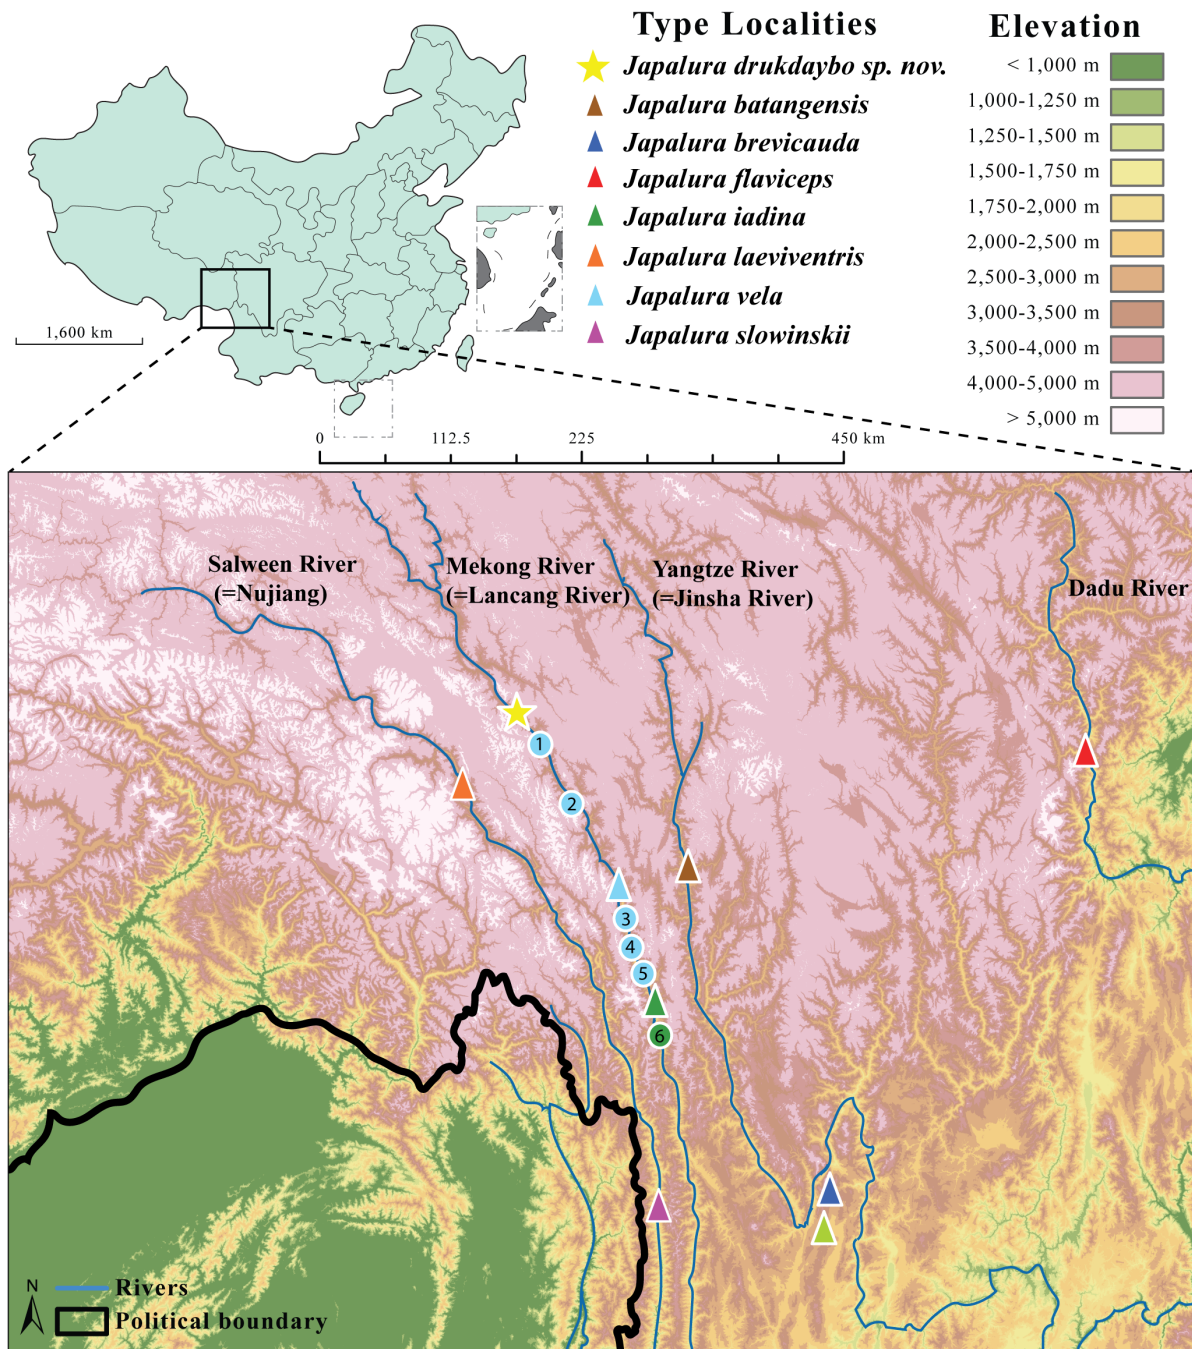 Type Localities
Japalura drukdaybo sp. nov.
Japalura batangensis
Japalura brevicauda
Japalura flaviceps
Japalura iadina
Japalura laeviventris
Japalura vela
Japalura slowinskii
Elevation
< 1,000 m
1,000-1,250 m
1,250-1,500 m
1,500-1,750 m
1,750-2,000 m
2,000-2,500 m
2,500-3,000 m
3,000-3,500 m
3,500-4,000 m
4,000-5,000 m
> 5,000 m
1,600 km
0 112.5 225 450 km
Salween River
(=Nujiang)
Mekong River
(=Lancang River)
Yangtze River
(=Jinsha River)
Dadu River
1
2
3
4
5
6
N
Rivers
Political boundary